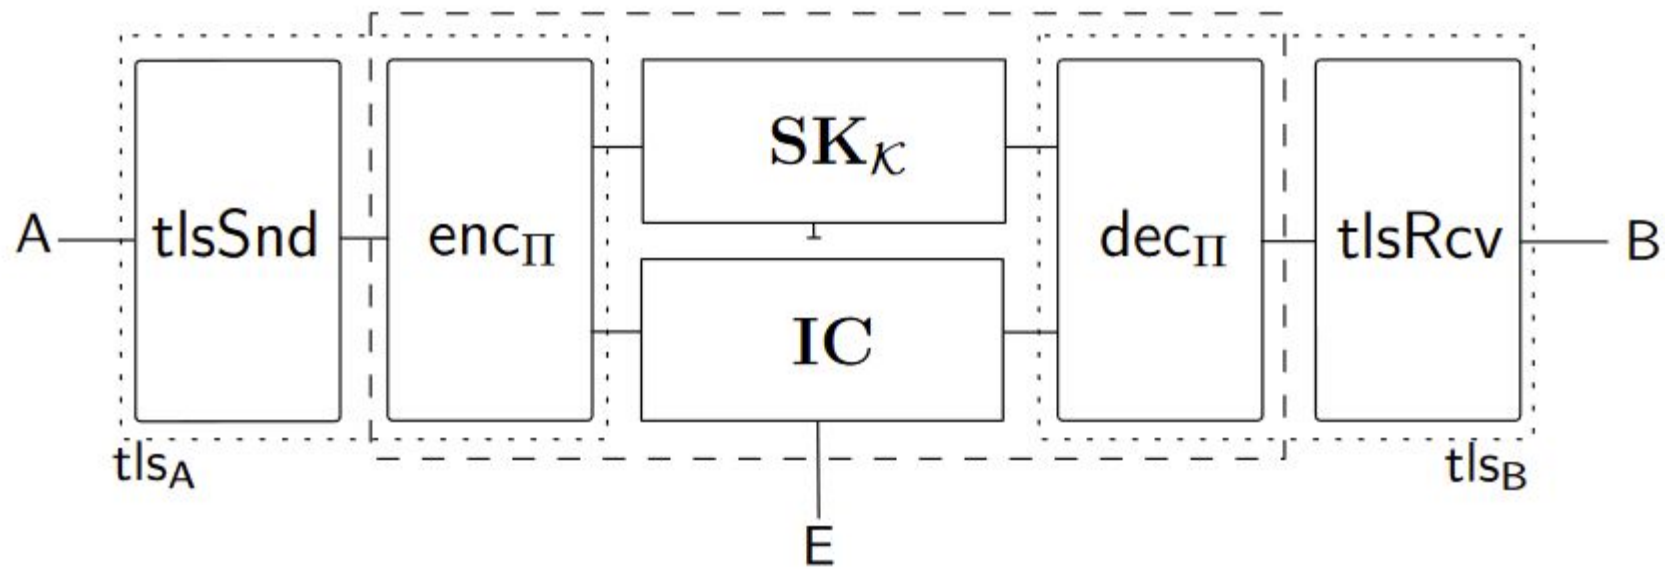 SK𝒦
A tlsSnd encΠ decΠ tlsRcv B
IC
tlsA tlsB
E